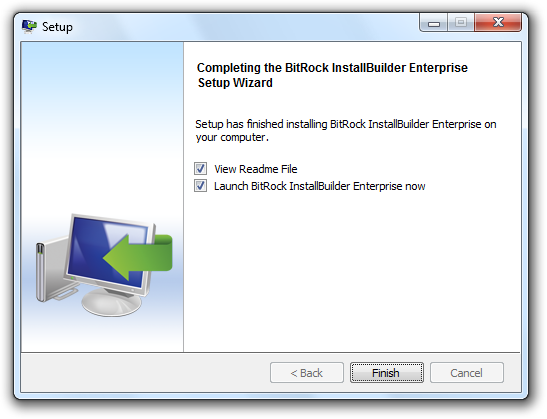 Setup
Completing the BitRock InstallBuilder Enterprise
Setup Wizard
Setup has finished installing BitRock InstallBuilder Enterprise on
your computer.
View Readme File
Launch BitRock InstallBuilder Enterprise now
< Back
Finish
Cancel